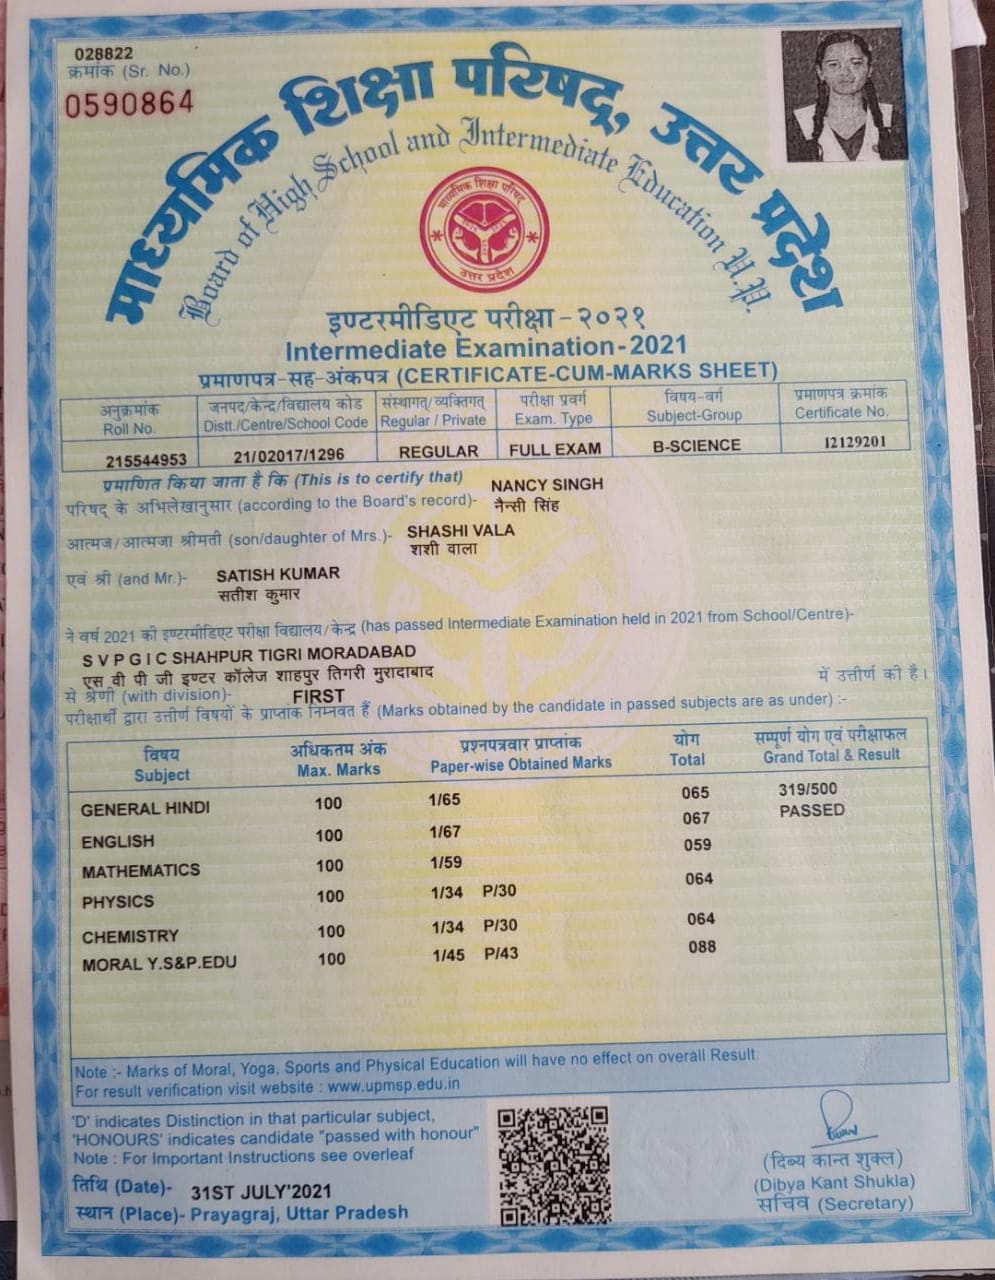 028822
क्रमांक (Sr. No.)
0590864
माध्यमिक शिक्षा परिषद्, उत्तर प्रदेश
Board of High School and Intermediate Education U.P.
माध्यमिक शिक्षा परिषद्
उत्तर प्रदेश
इण्टरमीडिएट परीक्षा-२०२१
Intermediate Examination-2021
प्रमाणपत्र-सह-अंकपत्र (CERTIFICATE-CUM-MARKS SHEET)
अनुक्रमांक जनपद/केन्द्र/विद्यालय कोड संस्थागत/व्यक्तिगत् परीक्षा प्रवर्ग विषय-वर्ग प्रमाणपत्र क्रमांक
Roll No. Distt./Centre/School Code Regular / Private Exam. Type Subject-Group Certificate No.
215544953 21/02017/1296 REGULAR FULL EXAM B-SCIENCE 12129201
प्रमाणित किया जाता है कि (This is to certify that) NANCY SINGH
परिषद् के अभिलेखानुसार (according to the Board's record)- नैन्सी सिंह
आत्मज/आत्मजा श्रीमती (son/daughter of Mrs.)- SHASHI VALA
शशी वाला
एवं श्री (and Mr.)- SATISH KUMAR
सतीश कुमार
ने वर्ष 2021 की इण्टरमीडिएट परीक्षा विद्यालय/केन्द्र (has passed Intermediate Examination held in 2021 from School/Centre)-
S V P G I C SHAHPUR TIGRI MORADABAD
एस वी पी जी इण्टर कॉलेज शाहपुर तिगरी मुरादाबाद में उत्तीर्ण की है।
से श्रेणी (with division)- FIRST
परीक्षार्थी द्वारा उत्तीर्ण विषयों के प्राप्तांक निम्नवत हैं (Marks obtained by the candidate in passed subjects are as under) :-
विषय अधिकतम अंक प्रश्नपत्रवार प्राप्तांक योग सम्पूर्ण योग एवं परीक्षाफल
Subject Max. Marks Paper-wise Obtained Marks Total Grand Total & Result
GENERAL HINDI 100 1/65 065 319/500
ENGLISH 100 1/67 067 PASSED
MATHEMATICS 100 1/59 059
PHYSICS 100 1/34 P/30 064
CHEMISTRY 100 1/34 P/30 064
MORAL Y.S&P.EDU 100 1/45 P/43 088
Note :- Marks of Moral, Yoga, Sports and Physical Education will have no effect on overall Result.
For result verification visit website : www.upmsp.edu.in
'D' indicates Distinction in that particular subject,
'HONOURS' indicates candidate "passed with honour"
Note : For Important Instructions see overleaf
तिथि (Date)- 31ST JULY'2021
स्थान (Place)- Prayagraj, Uttar Pradesh
(दिब्य कान्त शुक्ल)
(Dibya Kant Shukla)
सचिव (Secretary)